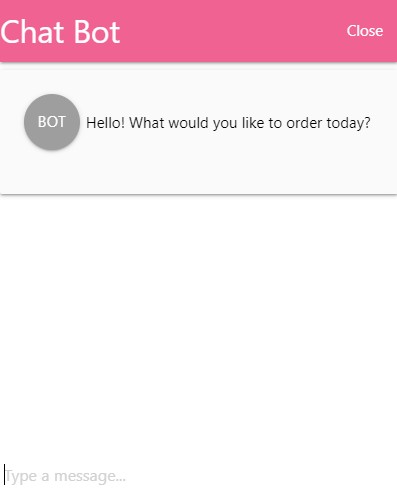 Chat Bot
Close
BOT
Hello! What would you like to order today?
Type a message...